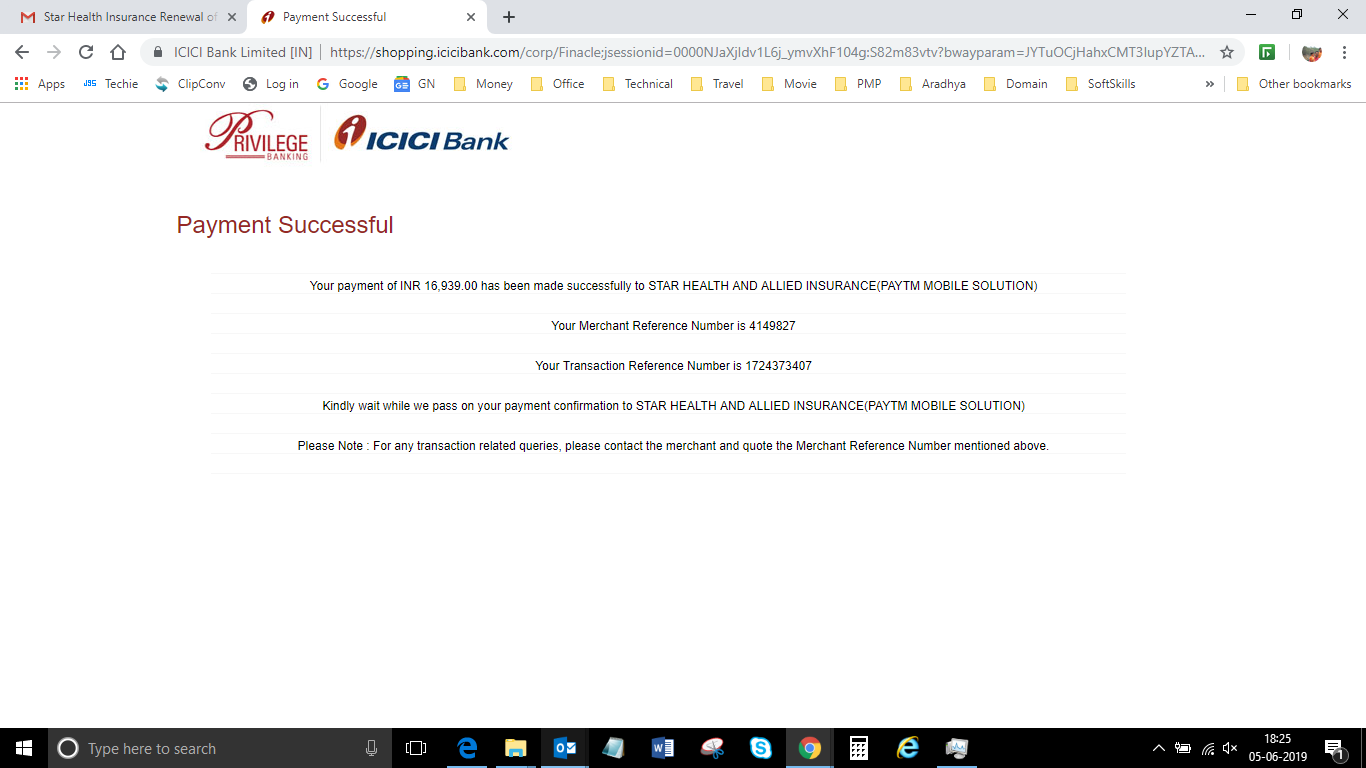 Star Health Insurance Renewal of
Payment Successful
ICICI Bank Limited [IN]
https://shopping.icicibank.com/corp/Finacle;jsessionid=0000NJaXjIdv1L6j_ymvXhF104g:S82m83vtv?bwayparam=JYTuOCjHahxCMT3IupYZTA...
Apps
Techie
ClipConv
Log in
Google
GN
Money
Office
Technical
Travel
Movie
PMP
Aradhya
Domain
SoftSkills
»
Other bookmarks
PRIVILEGE
BANKING
ICICI Bank
Payment Successful
Your payment of INR 16,939.00 has been made successfully to STAR HEALTH AND ALLIED INSURANCE(PAYTM MOBILE SOLUTION)
Your Merchant Reference Number is 4149827
Your Transaction Reference Number is 1724373407
Kindly wait while we pass on your payment confirmation to STAR HEALTH AND ALLIED INSURANCE(PAYTM MOBILE SOLUTION)
Please Note : For any transaction related queries, please contact the merchant and quote the Merchant Reference Number mentioned above.
Type here to search
18:25
05-06-2019
1